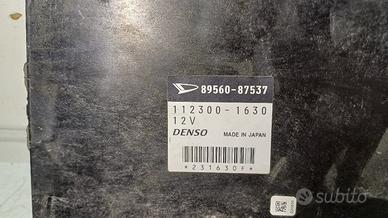 89560-87537
112300-1630
12V
DENSO MADE IN JAPAN
*231630F*
subito